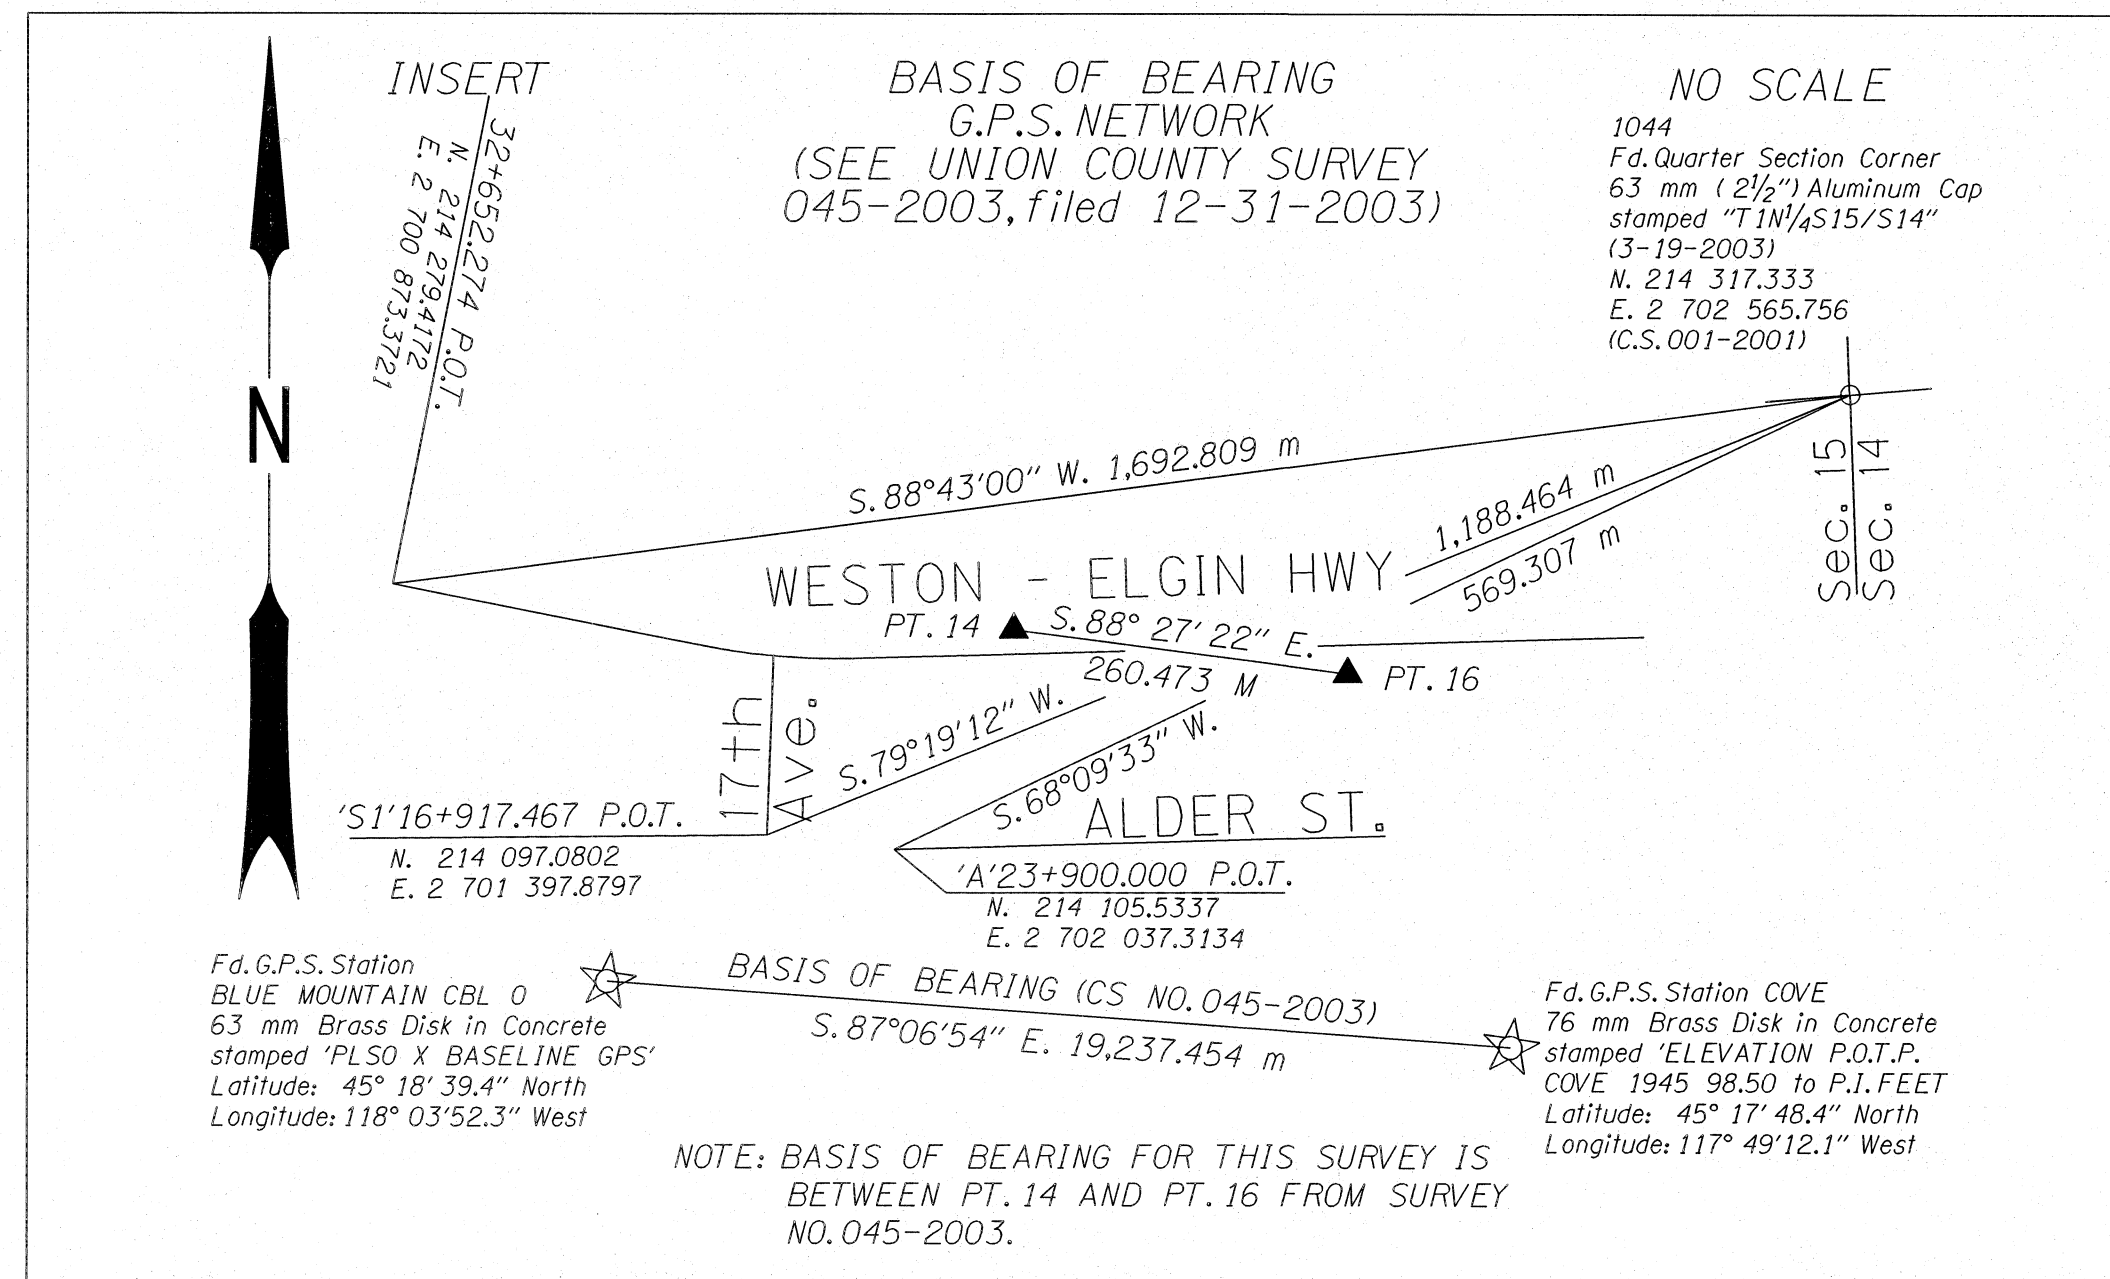 INSERT
BASIS OF BEARING
G.P.S. NETWORK
(SEE UNION COUNTY SURVEY
045-2003, filed 12-31-2003)
NO SCALE
1044
Fd. Quarter Section Corner
63 mm ( 2½") Aluminum Cap
stamped "T1N¼S15/S14"
(3-19-2003)
N. 214 317.333
E. 2 702 565.756
(C.S. 001-2001)
32+652.274 P.O.T.
N. 214 279.4172
E. 2 700 873.3721
N
S. 88°43'00" W. 1,692.809 m
1,188.464 m
569.307 m
Sec. 15
Sec. 14
WESTON - ELGIN HWY
PT. 14
S. 88° 27' 22" E.
260.473 M
PT. 16
17th
Ave.
S. 79°19'12" W.
S. 68°09'33" W.
ALDER ST.
'S1'16+917.467 P.O.T.
N. 214 097.0802
E. 2 701 397.8797
'A'23+900.000 P.O.T.
N. 214 105.5337
E. 2 702 037.3134
Fd. G.P.S. Station
BLUE MOUNTAIN CBL 0
63 mm Brass Disk in Concrete
stamped 'PLSO X BASELINE GPS'
Latitude: 45° 18' 39.4" North
Longitude: 118° 03'52.3" West
BASIS OF BEARING (CS NO. 045-2003)
S. 87°06'54" E. 19,237.454 m
Fd. G.P.S. Station COVE
76 mm Brass Disk in Concrete
stamped 'ELEVATION P.O.T.P.
COVE 1945 98.50 to P.I. FEET
Latitude: 45° 17' 48.4" North
Longitude: 117° 49'12.1" West
NOTE: BASIS OF BEARING FOR THIS SURVEY IS
BETWEEN PT. 14 AND PT. 16 FROM SURVEY
NO. 045-2003.